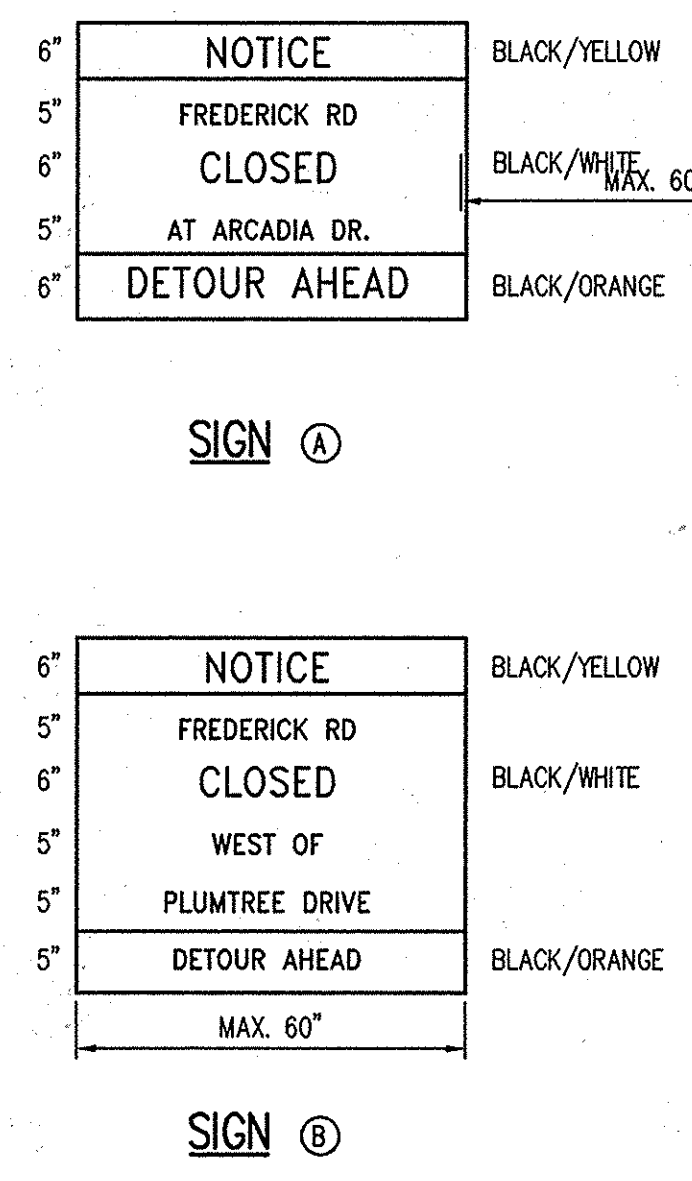 6" NOTICE BLACK/YELLOW
5" FREDERICK RD
6" CLOSED BLACK/WHITE
MAX. 60
5" AT ARCADIA DR.
6" DETOUR AHEAD BLACK/ORANGE
SIGN A
6" NOTICE BLACK/YELLOW
5" FREDERICK RD
6" CLOSED BLACK/WHITE
5" WEST OF
5" PLUMTREE DRIVE
5" DETOUR AHEAD BLACK/ORANGE
MAX. 60"
SIGN B